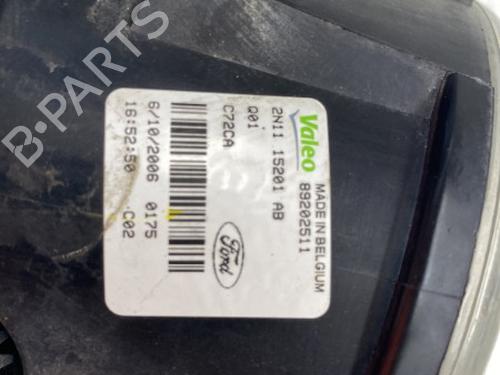 Valeo
MADE IN BELGIUM
89202511
2N11 15201 AB
Q01
C72CA
Ford
6/10/2006 0175
16:52:50 C02
B-PARTS